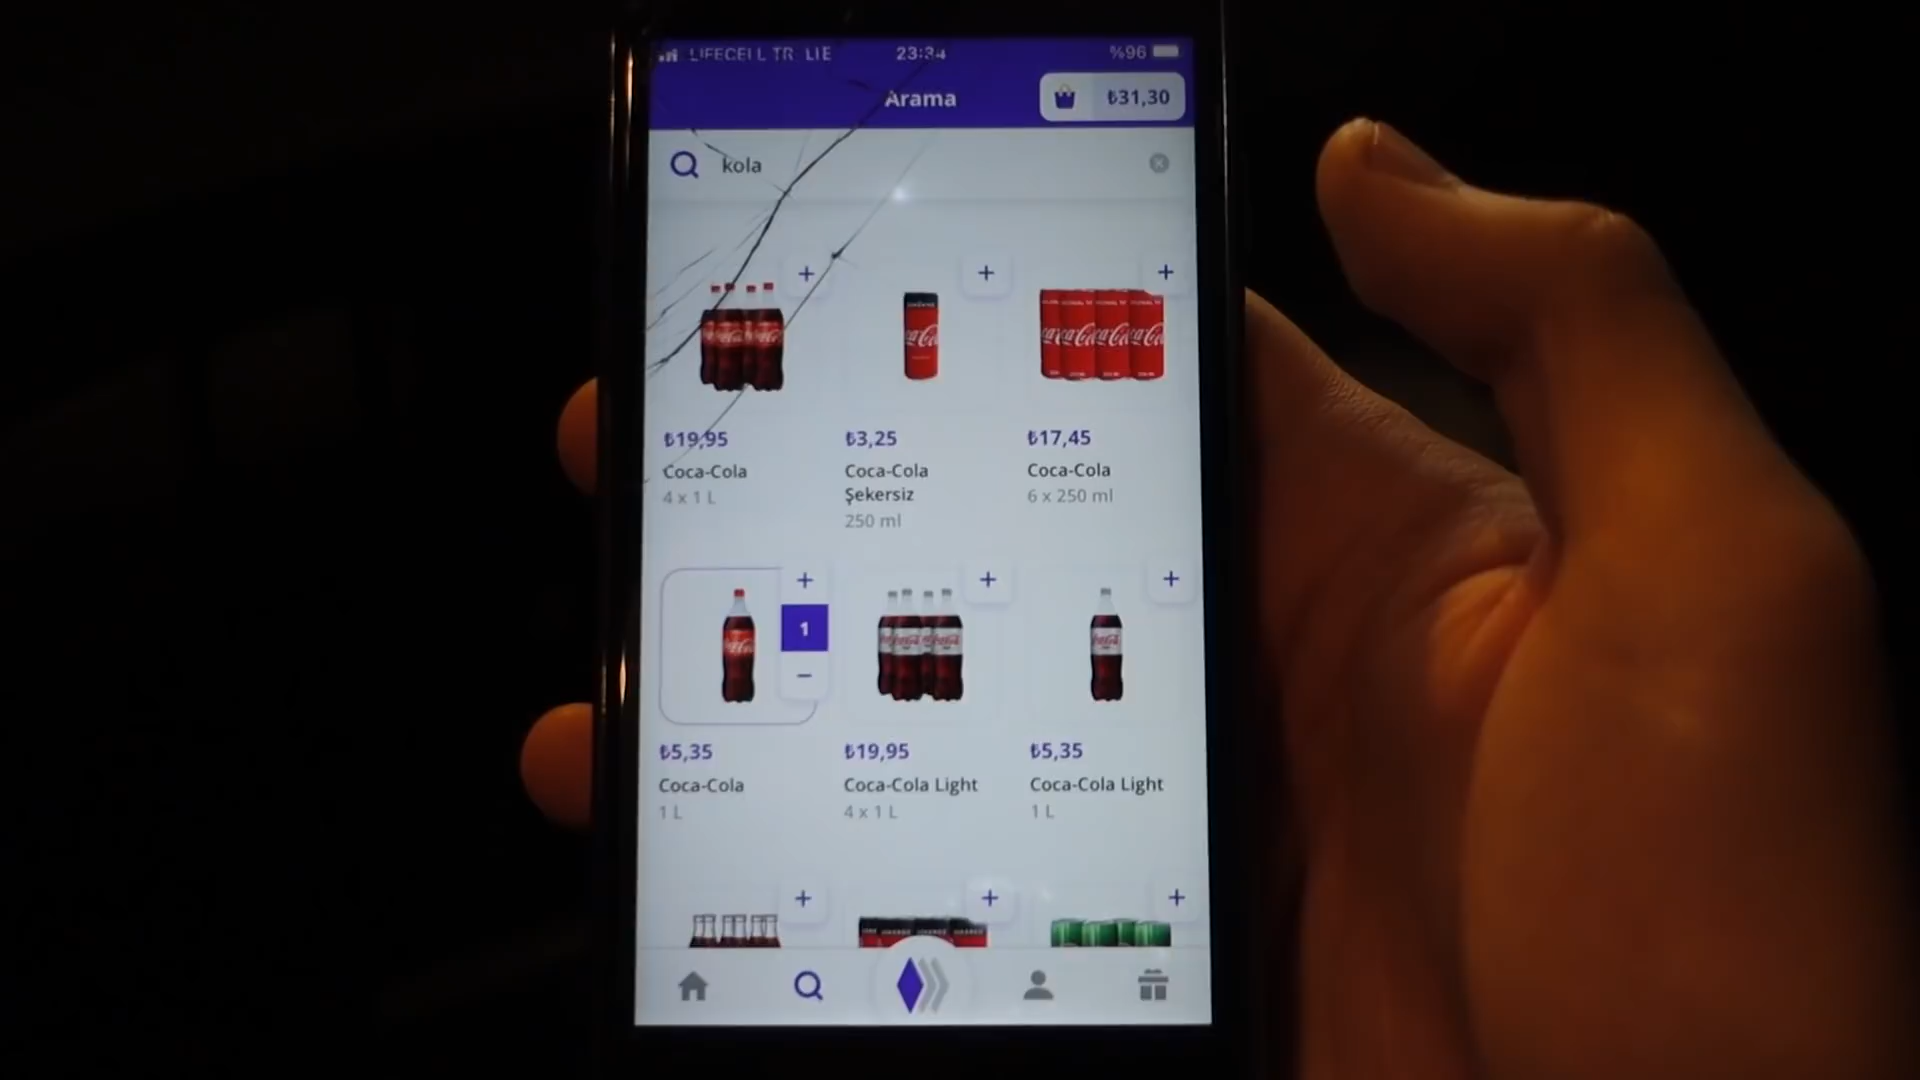 LIFECELL TR LTE 23:34 %96
Arama ₺31,30
kola
₺19,95
Coca-Cola
4 x 1 L
₺3,25
Coca-Cola
Şekersiz
250 ml
₺17,45
Coca-Cola
6 x 250 ml
1
₺5,35
Coca-Cola
1 L
₺19,95
Coca-Cola Light
4 x 1 L
₺5,35
Coca-Cola Light
1 L